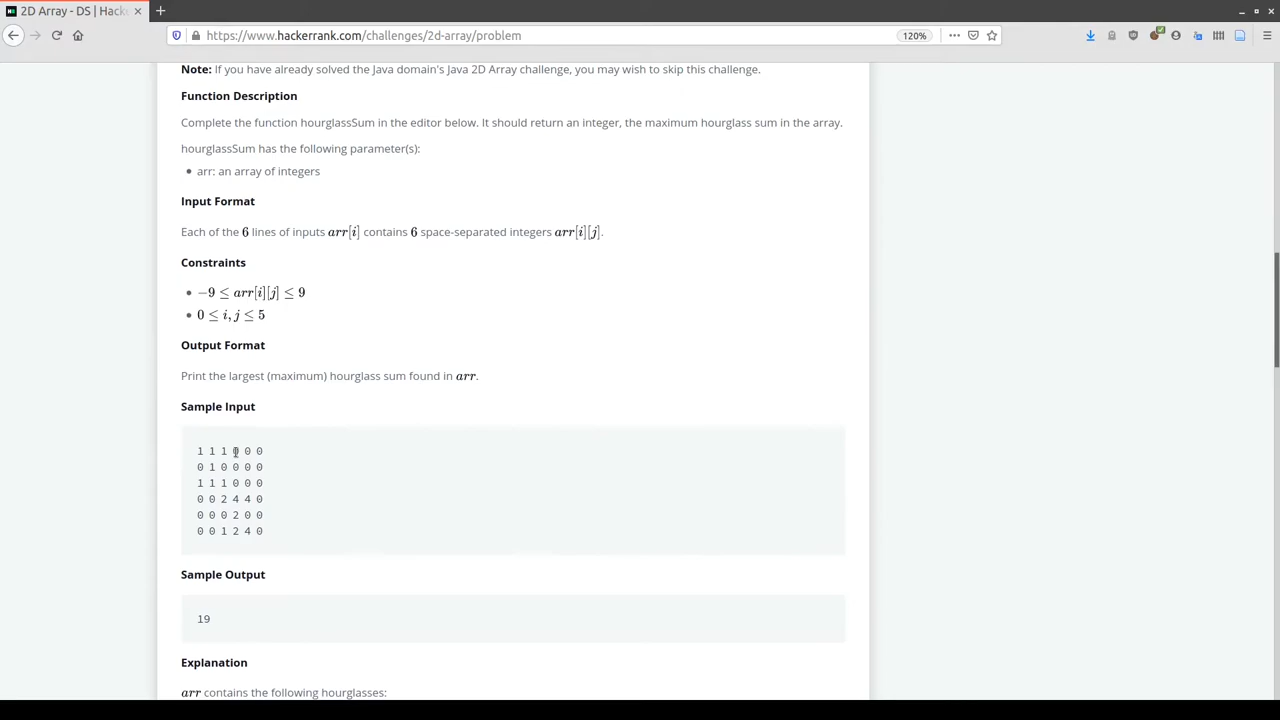 2D Array - DS | Hacke
https://www.hackerrank.com/challenges/2d-array/problem
120%
Note: If you have already solved the Java domain's Java 2D Array challenge, you may wish to skip this challenge.
Function Description
Complete the function hourglassSum in the editor below. It should return an integer, the maximum hourglass sum in the array.
hourglassSum has the following parameter(s):
• arr: an array of integers
Input Format
Each of the 6 lines of inputs arr[i] contains 6 space-separated integers arr[i][j].
Constraints
• −9 ≤ arr[i][j] ≤ 9
• 0 ≤ i, j ≤ 5
Output Format
Print the largest (maximum) hourglass sum found in arr.
Sample Input
1 1 1 0 0 0
0 1 0 0 0 0
1 1 1 0 0 0
0 0 2 4 4 0
0 0 0 2 0 0
0 0 1 2 4 0
Sample Output
19
Explanation
arr contains the following hourglasses: